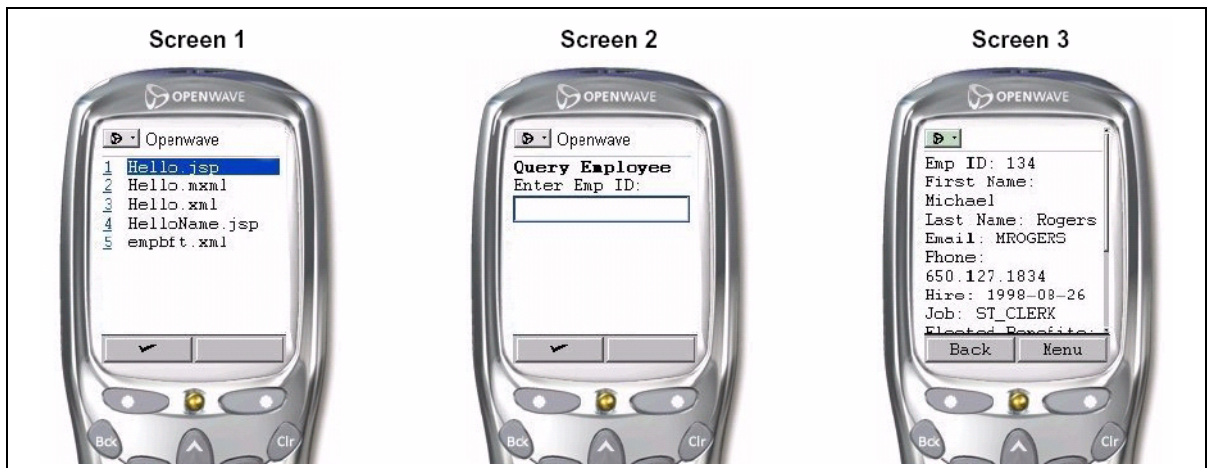 Screen 1
OPENWAVE
Openwave
1 Hello.jsp
2 Hello.mxml
3 Hello.xml
4 HelloName.jsp
5 empbft.xml
Bck
Clr
Screen 2
OPENWAVE
Openwave
Query Employee
Enter Emp ID:
Bck
Clr
Screen 3
OPENWAVE
Emp ID: 134
First Name:
Michael
Last Name: Rogers
Email: MROGERS
Phone:
650.127.1834
Hire: 1998-08-26
Job: ST_CLERK
Elected Benefits:
Back Menu
Bck
Clr